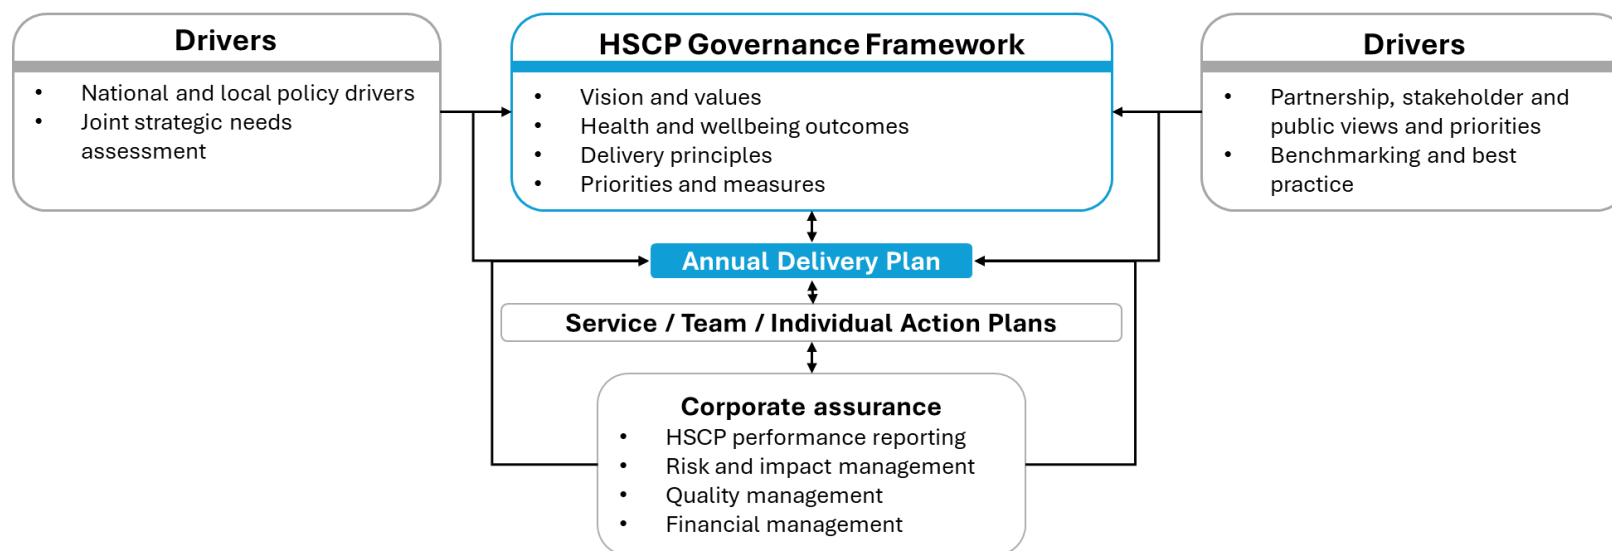 Drivers
• National and local policy drivers
• Joint strategic needs
assessment
HSCP Governance Framework
• Vision and values
• Health and wellbeing outcomes
• Delivery principles
• Priorities and measures
Drivers
• Partnership, stakeholder and
public views and priorities
• Benchmarking and best
practice
Annual Delivery Plan
Service / Team / Individual Action Plans
Corporate assurance
• HSCP performance reporting
• Risk and impact management
• Quality management
• Financial management